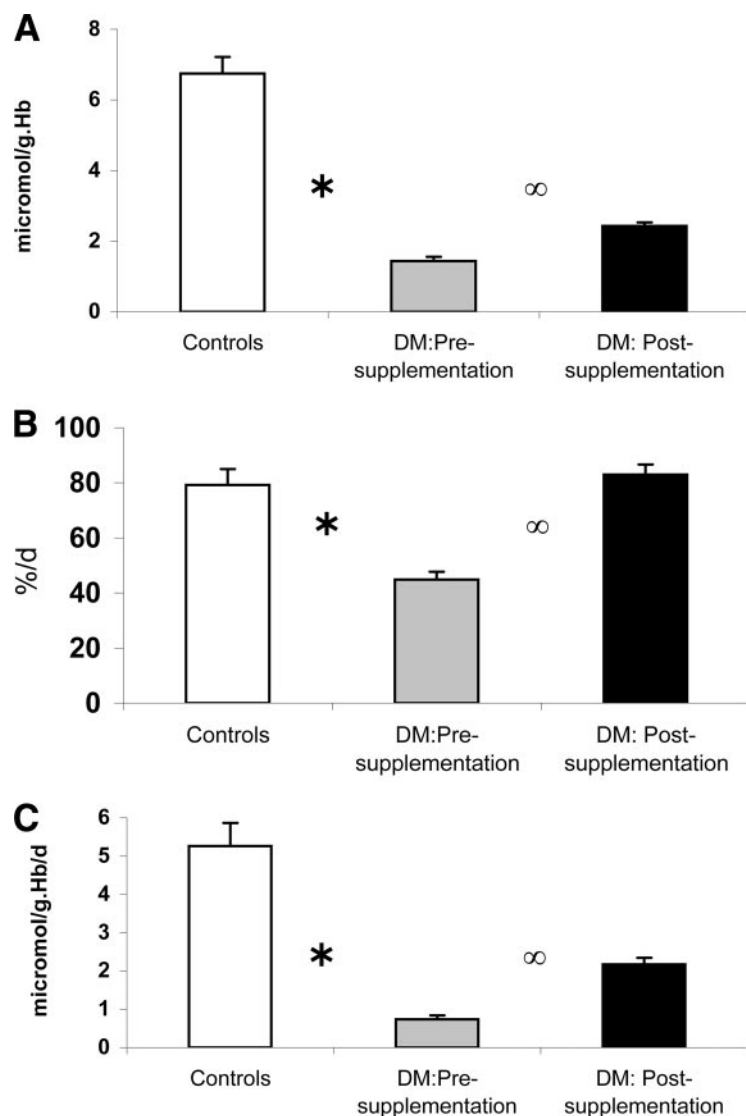 A
micromol/g.Hb
8
6
4
2
0
*
∞
Controls
DM:Pre-
supplementation
DM: Post-
supplementation
B
%/d
100
80
60
40
20
0
*
∞
Controls
DM:Pre-
supplementation
DM: Post-
supplementation
C
micromol/g.Hb/d
6
5
4
3
2
1
0
*
∞
Controls
DM:Pre-
supplementation
DM: Post-
supplementation